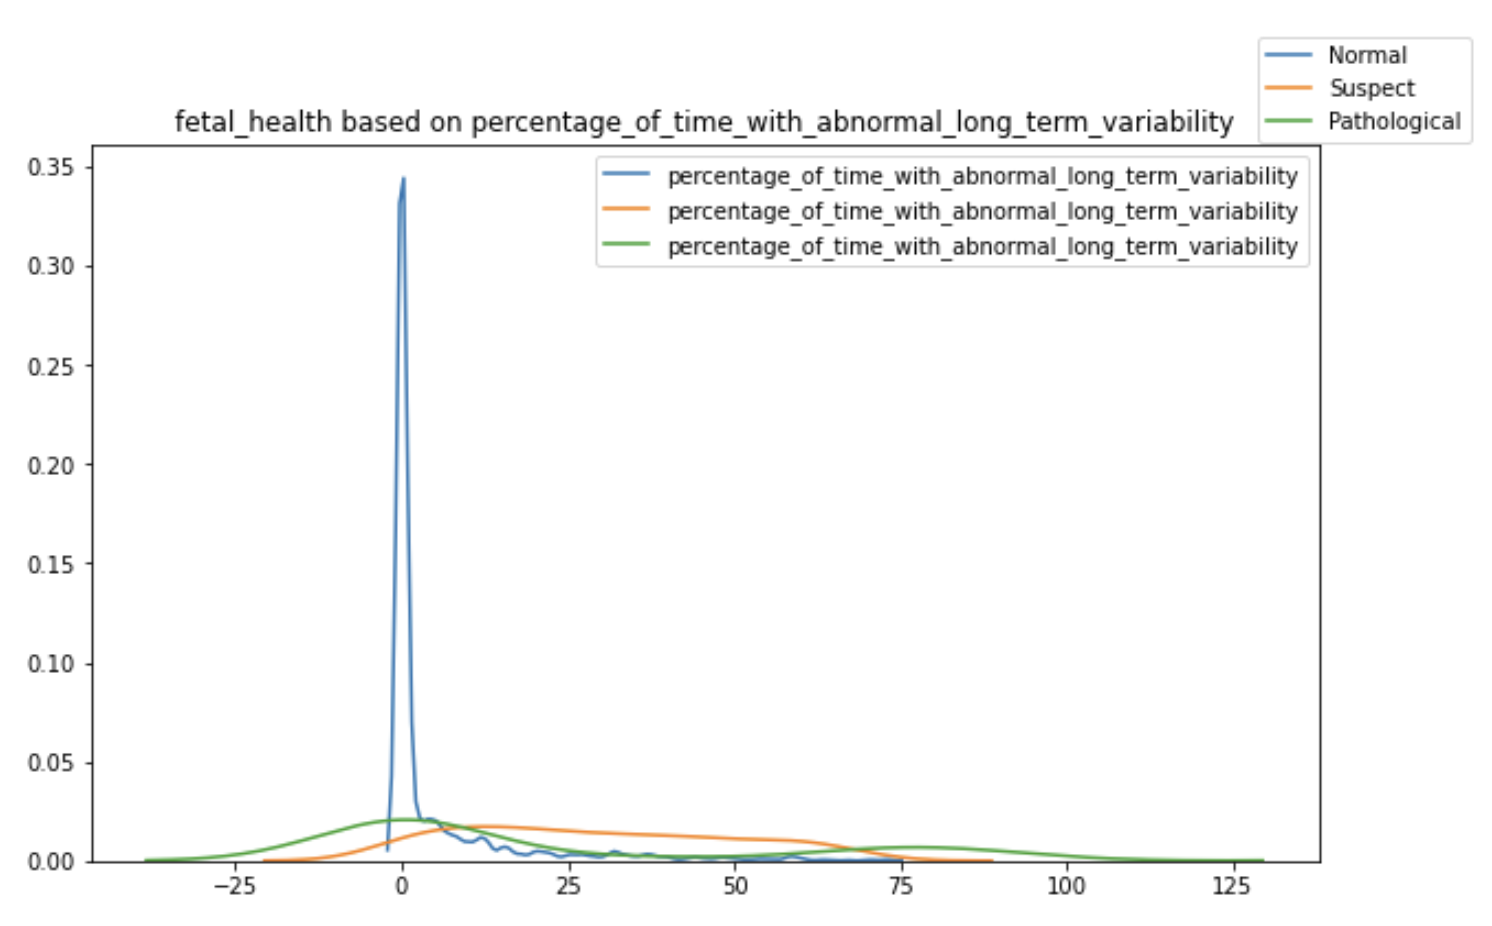 Normal
Suspect
Pathological
fetal_health based on percentage_of_time_with_abnormal_long_term_variability
percentage_of_time_with_abnormal_long_term_variability
percentage_of_time_with_abnormal_long_term_variability
percentage_of_time_with_abnormal_long_term_variability
0.35
0.30
0.25
0.20
0.15
0.10
0.05
0.00
−25 0 25 50 75 100 125